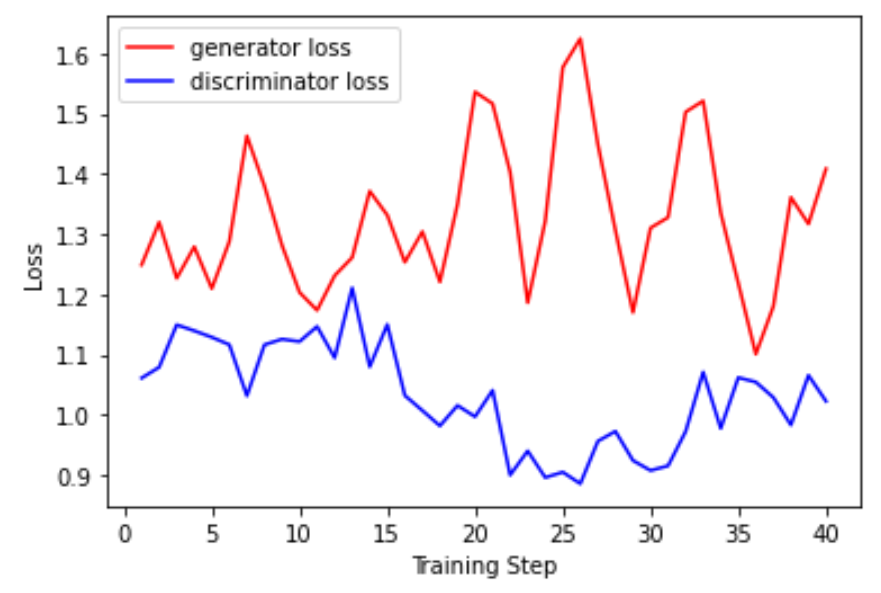 generator loss
discriminator loss
1.6
1.5
1.4
1.3
1.2
1.1
1.0
0.9
Loss
0 5 10 15 20 25 30 35 40
Training Step